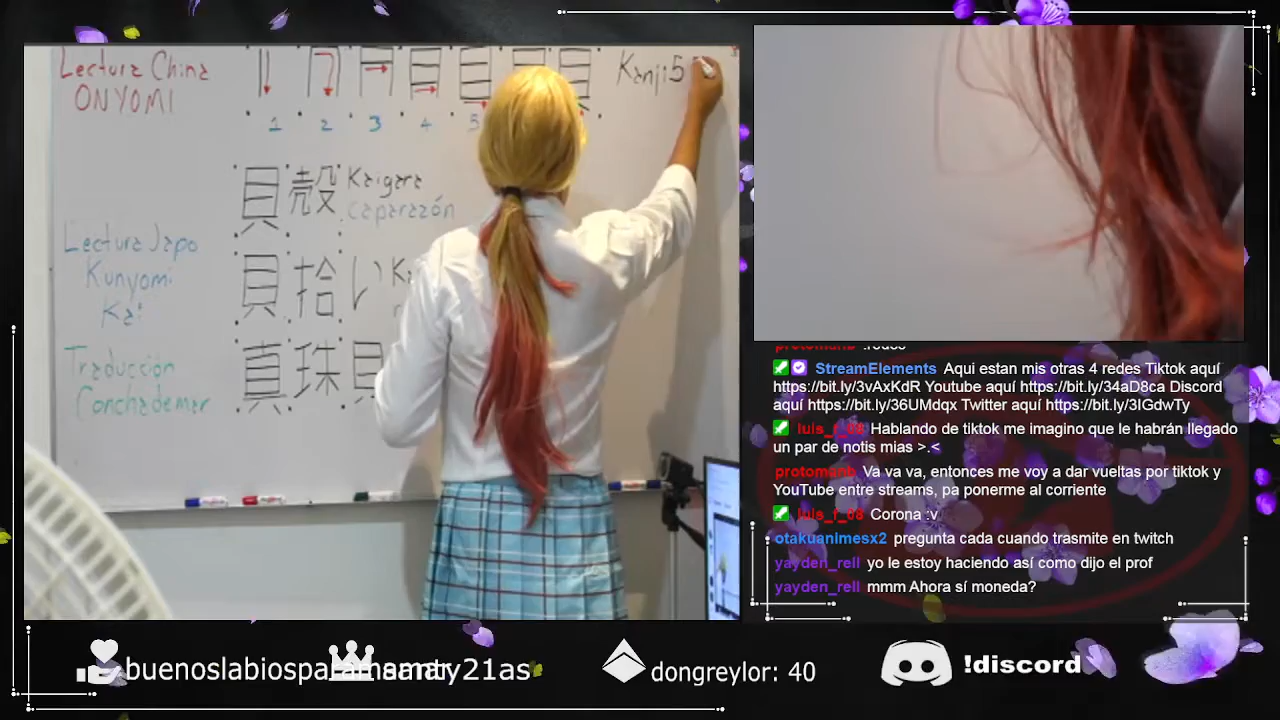 Lectura China
ONYOMI
Kanji 5
1 2 3 4 5
貝殻 Kaigara
caparazón
Lectura Japo
Kunyomi
Kai
貝拾い
真珠貝
Traducción
Concha de mar
:redes
StreamElements Aqui estan mis otras 4 redes Tiktok aquí
https://bit.ly/3vAxKdR Youtube aquí https://bit.ly/34aD8ca Discord
aquí https://bit.ly/36UMdqx Twitter aquí https://bit.ly/3IGdwTy
luis_f_08 Hablando de tiktok me imagino que le habrán llegado
un par de notis mias >.<
protomanb Va va va, entonces me voy a dar vueltas por tiktok y
YouTube entre streams, pa ponerme al corriente
luis_f_08 Corona :v
otakuanimesx2 pregunta cada cuando trasmite en twitch
yayden_rell yo le estoy haciendo así como dijo el prof
yayden_rell mmm Ahora sí moneda?
dongreylor: 40
!discord